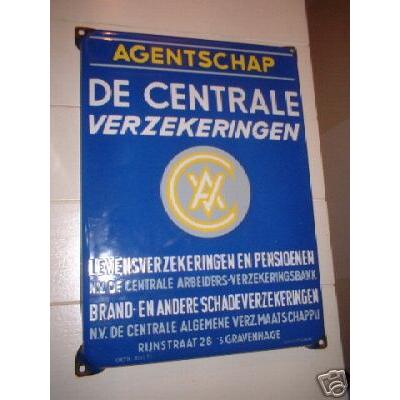 AGENTSCHAP
DE CENTRALE
VERZEKERINGEN
LEVENSVERZEKERINGEN EN PENSIOENEN
N.V. DE CENTRALE ARBEIDERS-VERZEKERINGSBANK
BRAND- EN ANDERE SCHADEVERZEKERINGEN
N.V. DE CENTRALE ALGEMENE VERZ. MAATSCHAPPIJ
RIJNSTRAAT 28 'S GRAVENHAGE